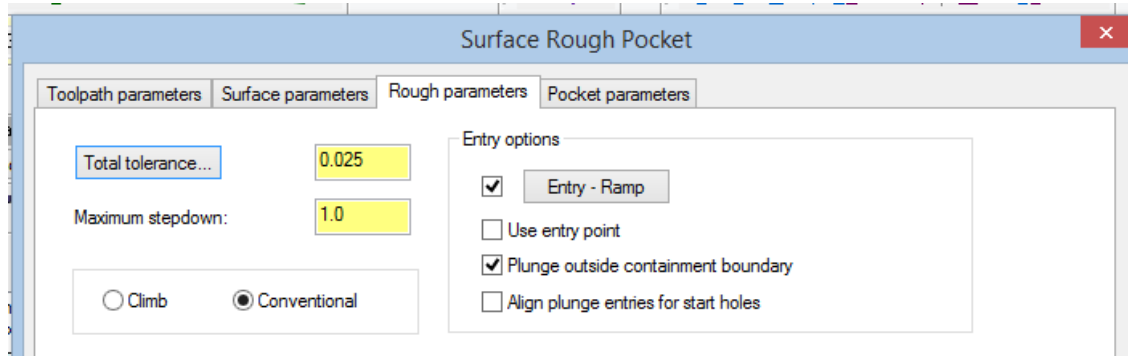 Surface Rough Pocket
Toolpath parameters Surface parameters Rough parameters Pocket parameters
Total tolerance... 0.025
Maximum stepdown: 1.0
Climb Conventional
Entry options
Entry - Ramp
Use entry point
Plunge outside containment boundary
Align plunge entries for start holes